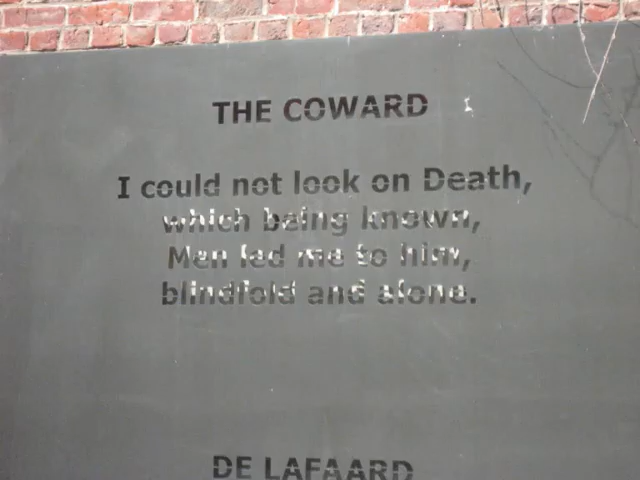 THE COWARD
I could not look on Death,
which being known,
Men led me to him,
blindfold and alone.
DE LAFAARD